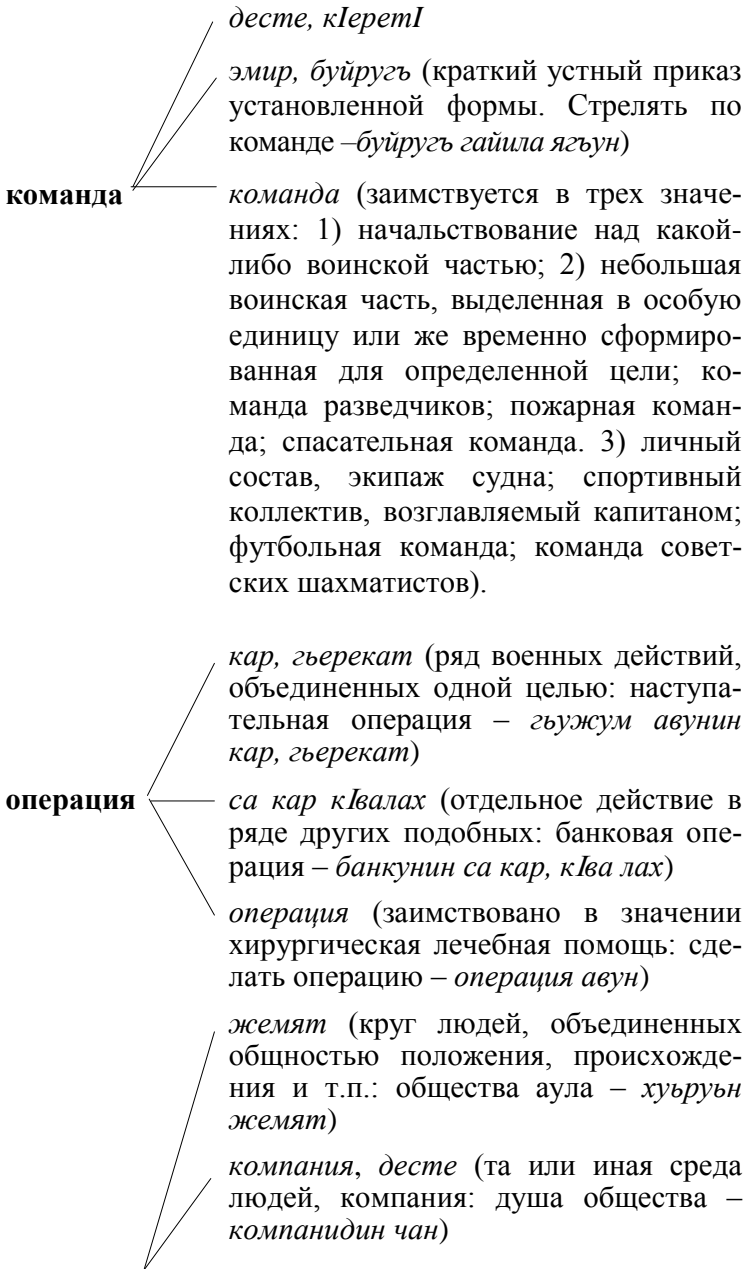 десте, кIеретI
эмир, буйругъ (краткий устный приказ
установленной формы. Стрелять по
команде –буйругъ гайила ягъун)
команда
команда (заимствуется в трех значе-
ниях: 1) начальствование над какой-
либо воинской частью; 2) небольшая
воинская часть, выделенная в особую
единицу или же временно сформиро-
ванная для определенной цели; ко-
манда разведчиков; пожарная коман-
да; спасательная команда. 3) личный
состав, экипаж судна; спортивный
коллектив, возглавляемый капитаном;
футбольная команда; команда совет-
ских шахматистов).
кар, гьерекат (ряд военных действий,
объединенных одной целью: наступа-
тельная операция – гьужум авунин
кар, гьерекат)
операция
са кар кIвалах (отдельное действие в
ряде других подобных: банковая опе-
рация – банкунин са кар, кIва лах)
операция (заимствовано в значении
хирургическая лечебная помощь: сде-
лать операцию – операция авун)
жемят (круг людей, объединенных
общностью положения, происхожде-
ния и т.п.: общества аула – хуьруьн
жемят)
компания, десте (та или иная среда
людей, компания: душа общества –
компанидин чан)